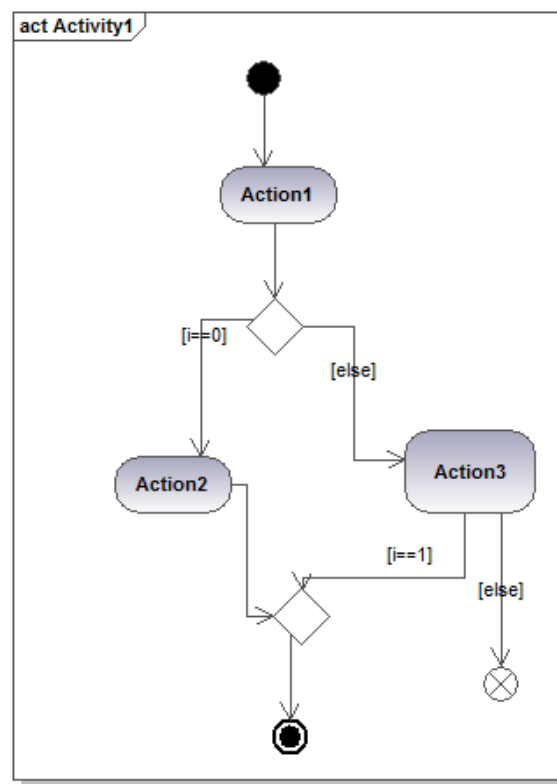 act Activity1
Action1
[i==0]
[else]
Action2
Action3
[i==1]
[else]